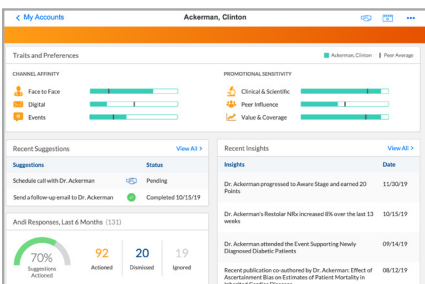 < My Accounts
Ackerman, Clinton
Traits and Preferences
Ackerman, Clinton
Peer Average
CHANNEL AFFINITY
Face to Face
Digital
Events
PROMOTIONAL SENSITIVITY
Clinical & Scientific
Peer Influence
Value & Coverage
Recent Suggestions
View All >
Suggestions Status
Schedule call with Dr. Ackerman Pending
Send a follow-up email to Dr. Ackerman Completed 10/15/19
Andi Responses, Last 6 Months (131)
70%
Suggestions
Actioned
92
Actioned
20
Dismissed
19
Ignored
Recent Insights
View All >
Insights Date
Dr. Ackerman progressed to Aware Stage and earned 20 11/30/19
Points
Dr. Ackerman's Restolar NRx increased 8% over the last 13 10/15/19
weeks
Dr. Ackerman attended the Event Supporting Newly 09/14/19
Diagnosed Diabetic Patients
Recent publication co-authored by Dr. Ackerman: Effect of 08/12/19
Ascertainment Bias on Estimates of Patient Mortality in
Inherited Cardiac Diseases